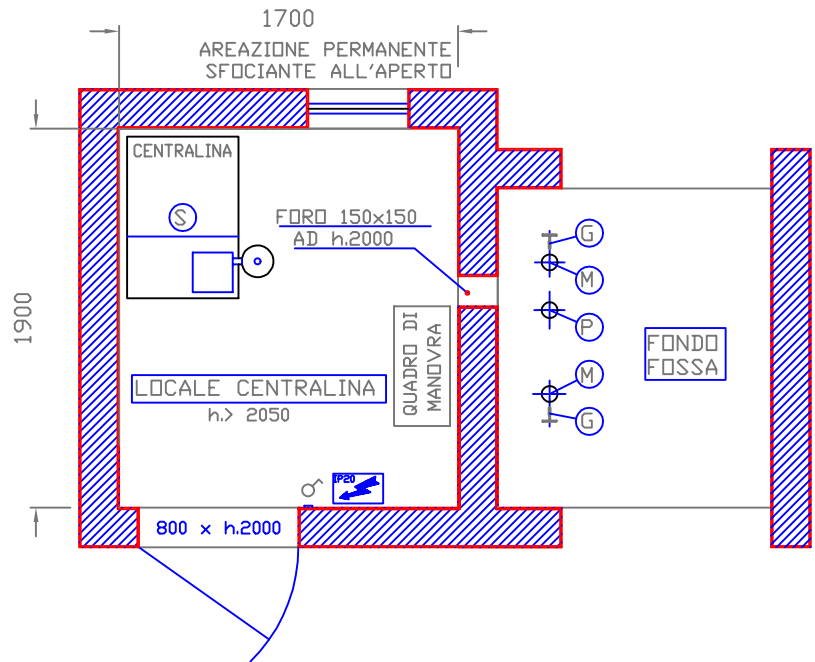 1700
AREAZIONE PERMANENTE
SFOCIANTE ALL'APERTO
CENTRALINA
S
FORO 150x150
AD h.2000
G
M
P
M
G
1900
QUADRO DI
MANOVRA
FONDO
FOSSA
LOCALE CENTRALINA
h.> 2050
IP20
800 x h.2000